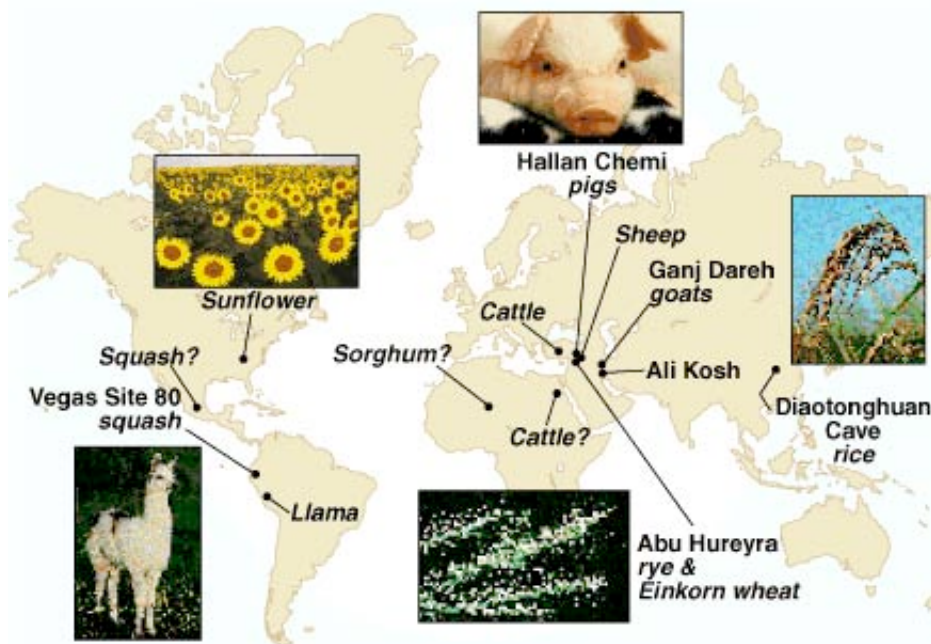 Hallan Chemi
pigs
Sheep
Ganj Dareh
goats
Sunflower
Cattle
Squash?
Sorghum?
Ali Kosh
Vegas Site 80
squash
Diaotonghuan
Cave
rice
Cattle?
Llama
Abu Hureyra
rye &
Einkorn wheat